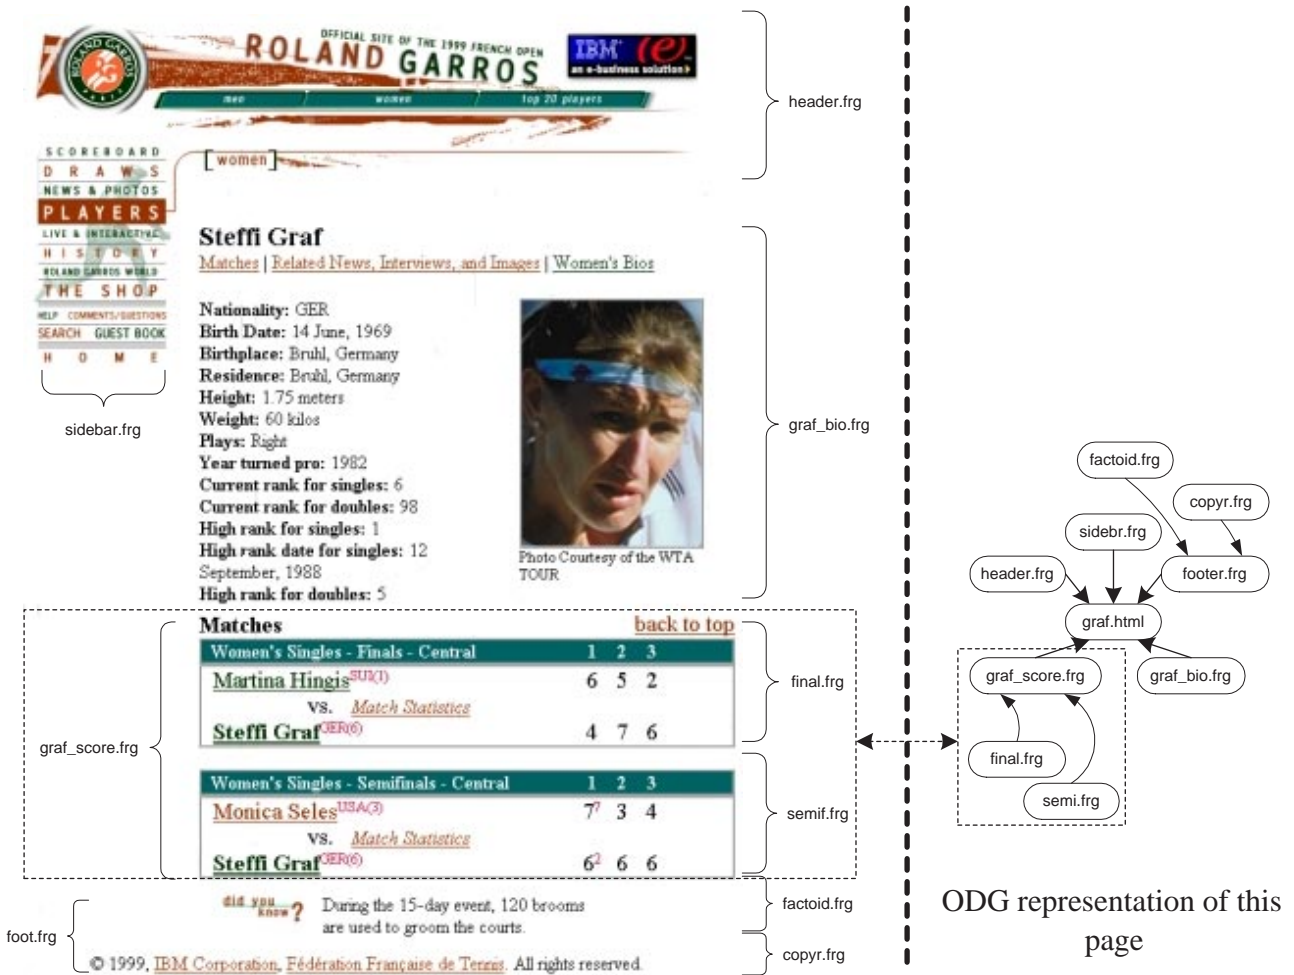 OFFICIAL SITE OF THE 1999 FRENCH OPEN
ROLAND GARROS
ROLAND GARROS
PARIS
IBM
an e-business solution
men women top 20 players
header.frg
[women]
SCOREBOARD
DRAWS
NEWS & PHOTOS
PLAYERS
LIVE & INTERACTIVE
HISTORY
ROLAND GARROS WORLD
THE SHOP
HELP COMMENTS/QUESTIONS
SEARCH GUEST BOOK
HOME
sidebar.frg
Steffi Graf
Matches | Related News, Interviews, and Images | Women's Bios
Nationality: GER
Birth Date: 14 June, 1969
Birthplace: Bruhl, Germany
Residence: Bruhl, Germany
Height: 1.75 meters
Weight: 60 kilos
Plays: Right
Year turned pro: 1982
Current rank for singles: 6
Current rank for doubles: 98
High rank for singles: 1
High rank date for singles: 12
September, 1988
High rank for doubles: 5
Photo Courtesy of the WTA
TOUR
graf_bio.frg
Matches back to top
Women's Singles - Finals - Central 1 2 3
Martina Hingis SUI(1) 6 5 2
vs. Match Statistics
Steffi Graf GER(6) 4 7 6
final.frg
graf_score.frg
Women's Singles - Semifinals - Central 1 2 3
Monica Seles USA(3) 7⁷ 3 4
vs. Match Statistics
Steffi Graf GER(6) 6² 6 6
semif.frg
did you know?
During the 15-day event, 120 brooms
are used to groom the courts.
factoid.frg
foot.frg
© 1999, IBM Corporation, Fédération Française de Tennis. All rights reserved.
copyr.frg
factoid.frg
copyr.frg
sidebr.frg
header.frg
footer.frg
graf.html
graf_score.frg
graf_bio.frg
final.frg
semi.frg
ODG representation of this
page